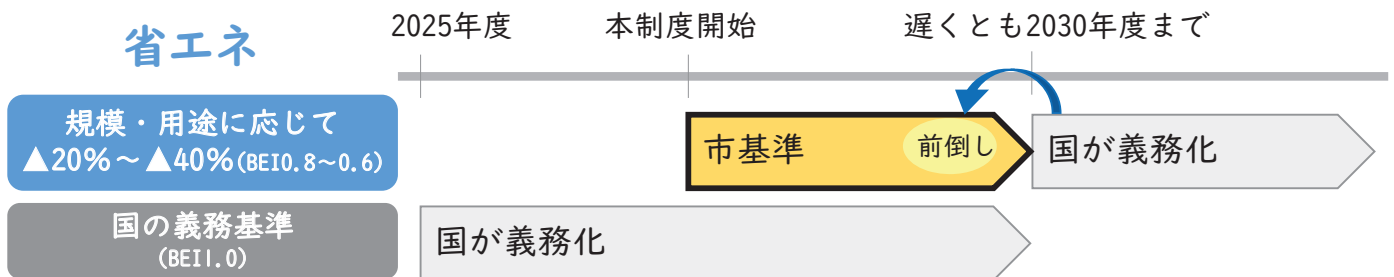 省エネ
2025年度
本制度開始
遅くとも2030年度まで
規模・用途に応じて
▲20%～▲40%(BEI0.8～0.6)
市基準
前倒し
国が義務化
国の義務基準
(BEI1.0)
国が義務化